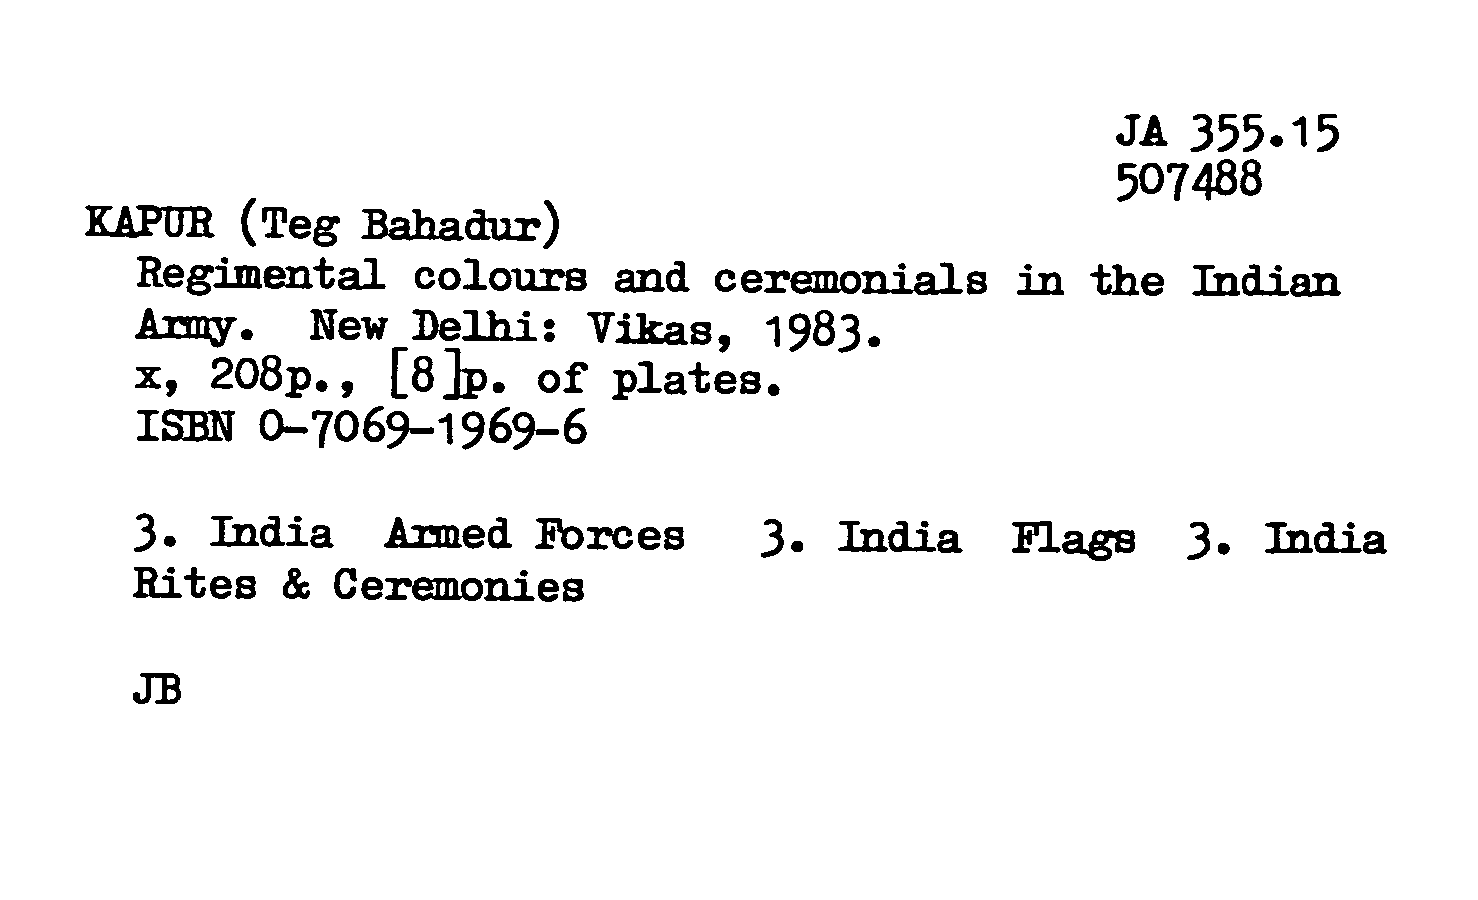 JA 355.15
507488
KAPUR (Teg Bahadur)
Regimental colours and ceremonials in the Indian
Army. New Delhi: Vikas, 1983.
x, 208p., [8]p. of plates.
ISBN 0-7069-1969-6
3. India Armed Forces 3. India Flags 3. India
Rites & Ceremonies
JB